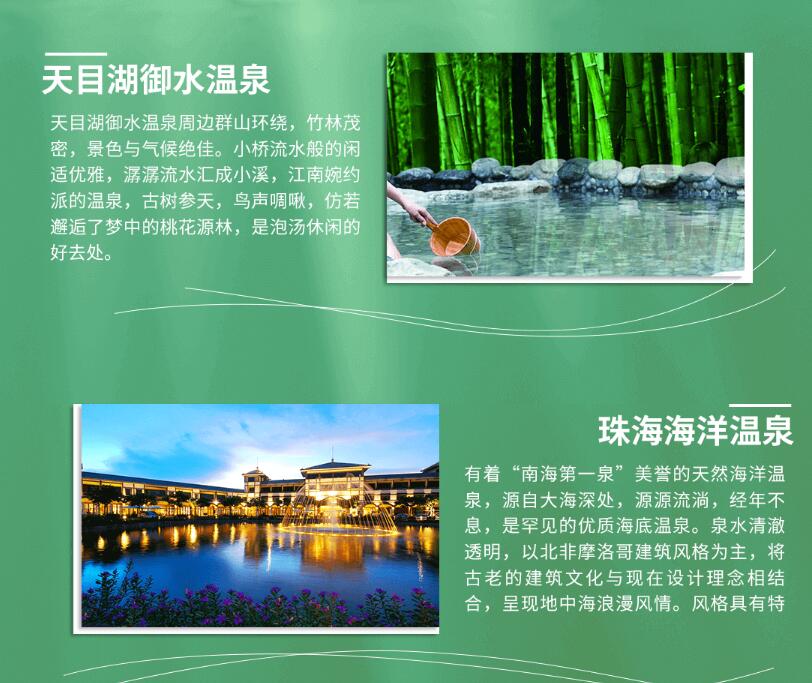 天目湖御水温泉
天目湖御水温泉周边群山环绕，竹林茂
密，景色与气候绝佳。小桥流水般的闲
适优雅，潺潺流水汇成小溪，江南婉约
派的温泉，古树参天，鸟声啁啾，仿若
邂逅了梦中的桃花源林，是泡汤休闲的
好去处。
珠海海洋温泉
有着“南海第一泉”美誉的天然海洋温
泉，源自大海深处，源源流淌，经年不
息，是罕见的优质海底温泉。泉水清澈
透明，以北非摩洛哥建筑风格为主，将
古老的建筑文化与现在设计理念相结
合，呈现地中海浪漫风情。风格具有特